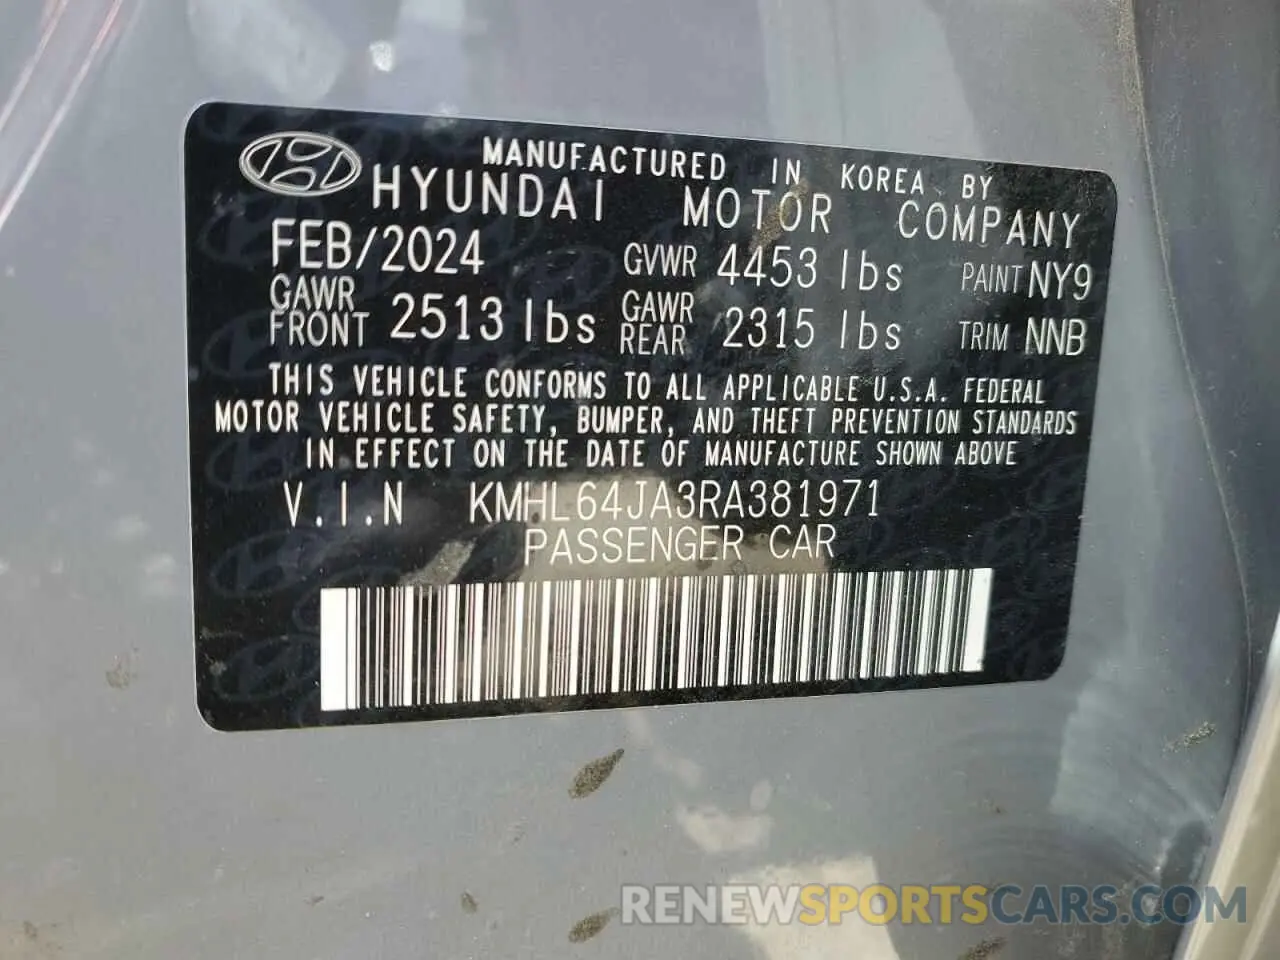 MANUFACTURED IN KOREA BY
HYUNDAI MOTOR COMPANY
FEB/2024 GVWR 4453 lbs PAINT NY9
GAWR FRONT 2513 lbs GAWR REAR 2315 lbs TRIM NNB
THIS VEHICLE CONFORMS TO ALL APPLICABLE U.S.A. FEDERAL
MOTOR VEHICLE SAFETY, BUMPER, AND THEFT PREVENTION STANDARDS
IN EFFECT ON THE DATE OF MANUFACTURE SHOWN ABOVE
V.I.N KMHL64JA3RA381971
PASSENGER CAR
RENEWSPORTSCARS.COM